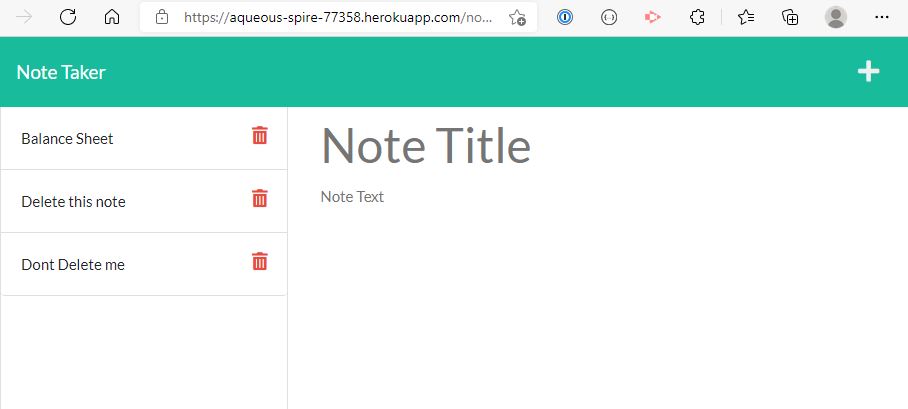 https://aqueous-spire-77358.herokuapp.com/no...
Note Taker
Balance Sheet
Delete this note
Dont Delete me
Note Title
Note Text